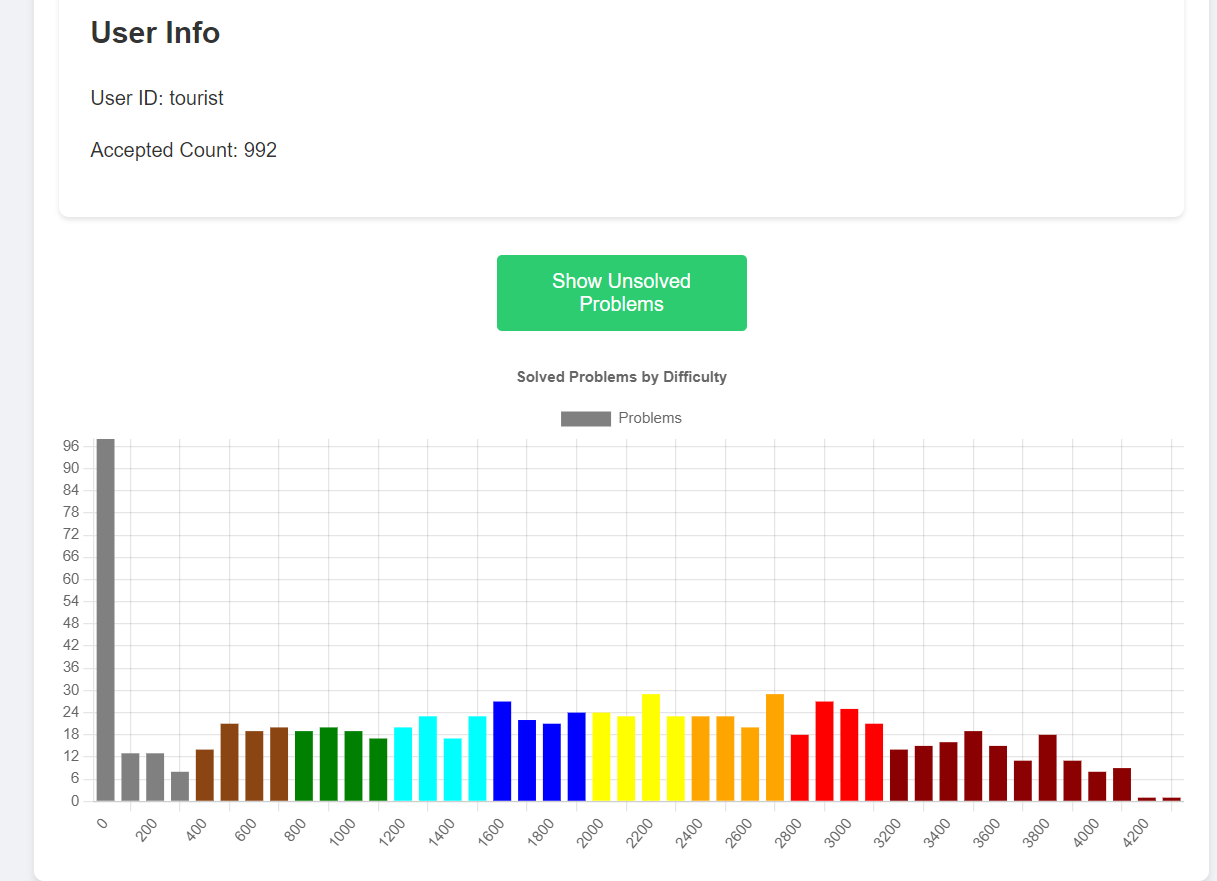 User Info
User ID: tourist
Accepted Count: 992
Show Unsolved
Problems
Solved Problems by Difficulty
Problems
96
90
84
78
72
66
60
54
48
42
36
30
24
18
12
6
0
0 200 400 600 800 1000 1200 1400 1600 1800 2000 2200 2400 2600 2800 3000 3200 3400 3600 3800 4000 4200